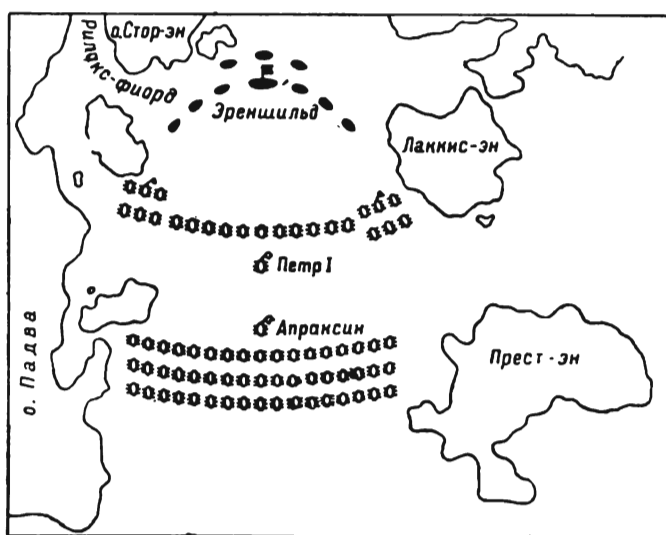 о.Стор-эн
Рилакс-фиорд
Эреншильд
Лаккис-эн
Петр I
Апраксин
Прест-эн
о. Падва